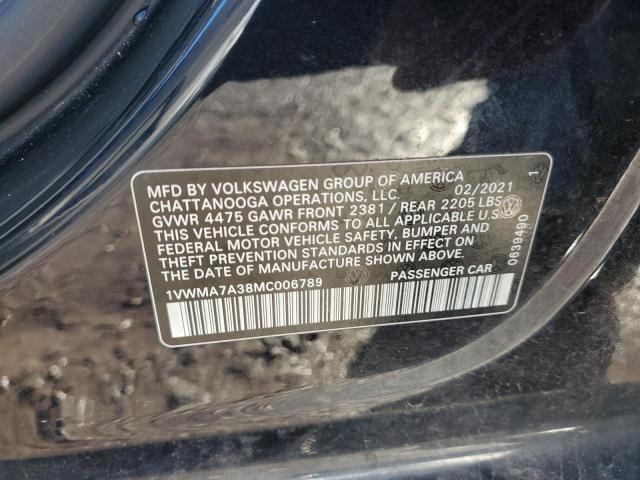 MFD BY VOLKSWAGEN GROUP OF AMERICA
CHATTANOOGA OPERATIONS, LLC. 02/2021 1
GVWR 4475 GAWR FRONT 2381 / REAR 2205 LBS
THIS VEHICLE CONFORMS TO ALL APPLICABLE U.S.
FEDERAL MOTOR VEHICLE SAFETY, BUMPER AND
THEFT PREVENTION STANDARDS IN EFFECT ON
THE DATE OF MANUFACTURE SHOWN ABOVE.
1VWMA7A38MC006789 PASSENGER CAR
0639490